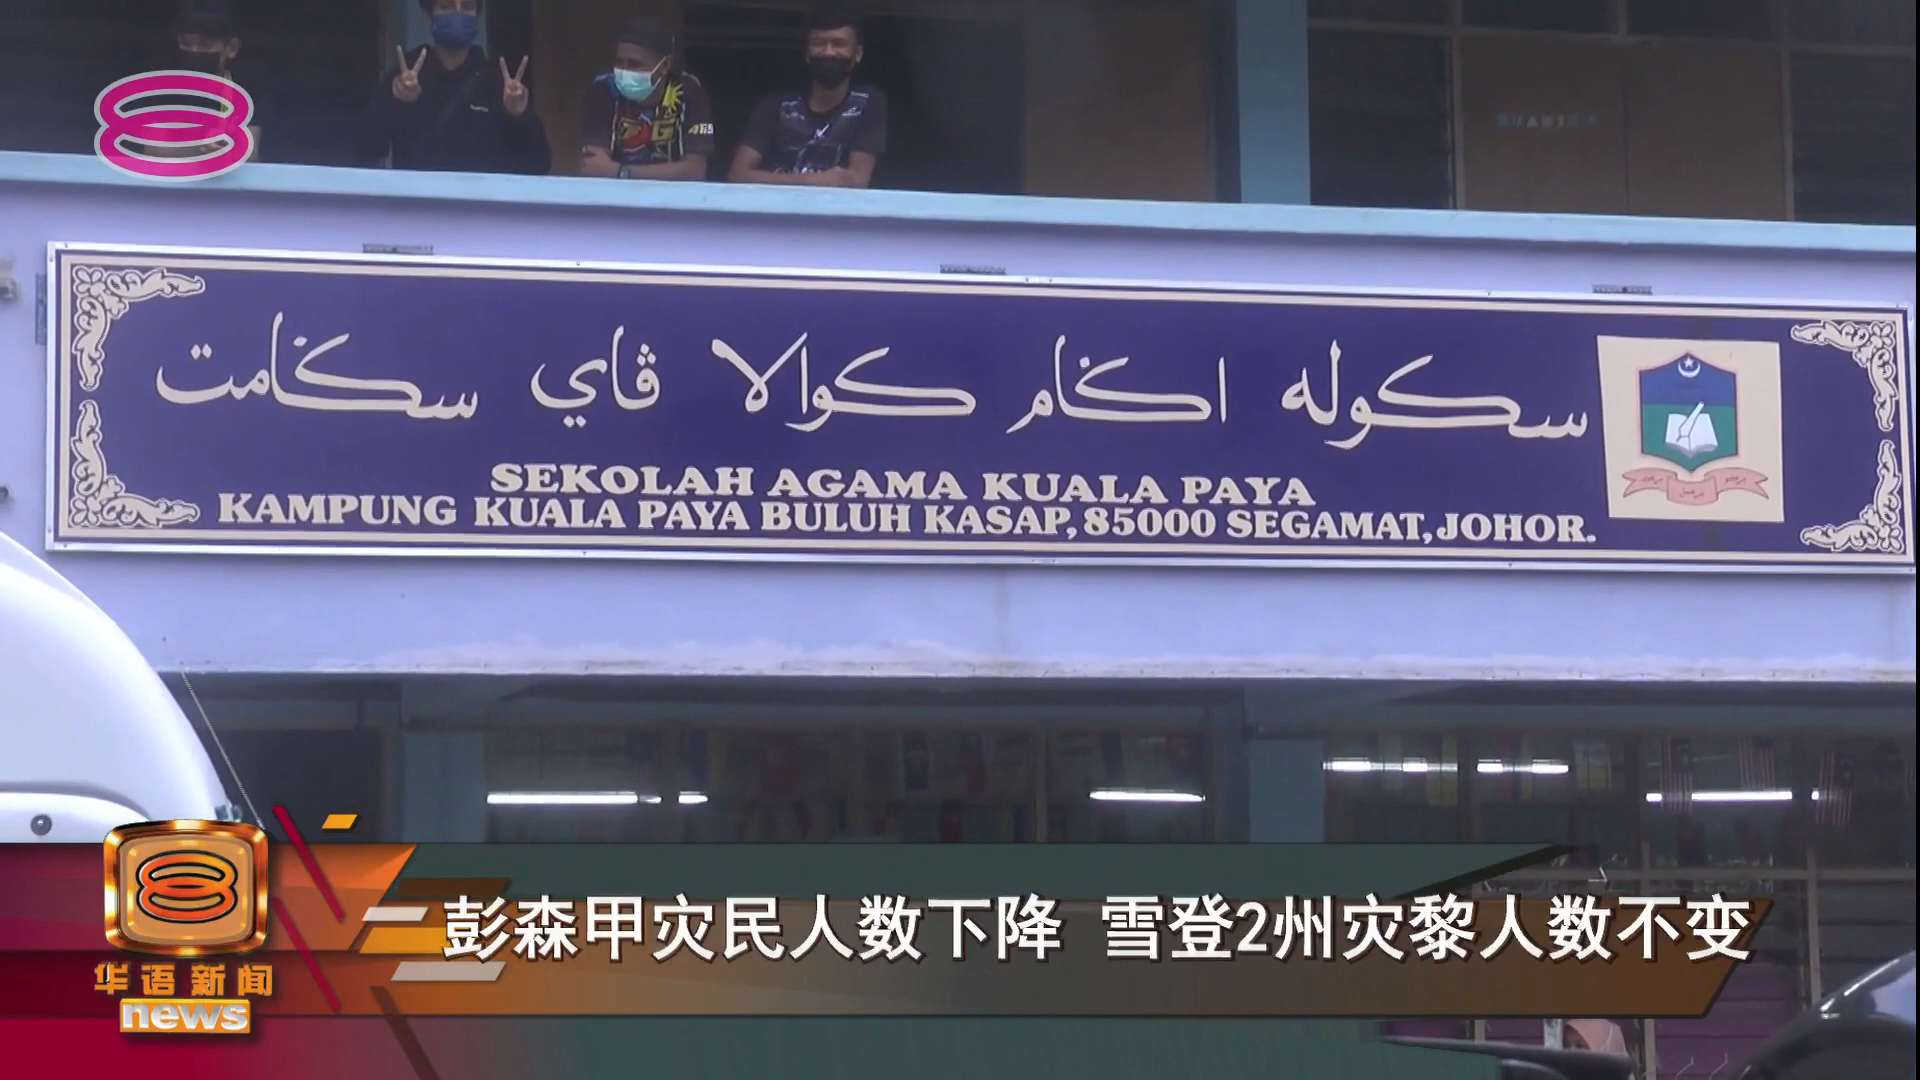 سكوله اݢام كوالا ڤاي سݢامت
SEKOLAH AGAMA KUALA PAYA
KAMPUNG KUALA PAYA BULUH KASAP, 85000 SEGAMAT, JOHOR.
彭森甲灾民人数下降 雪登2州灾黎人数不变
华语新闻
news